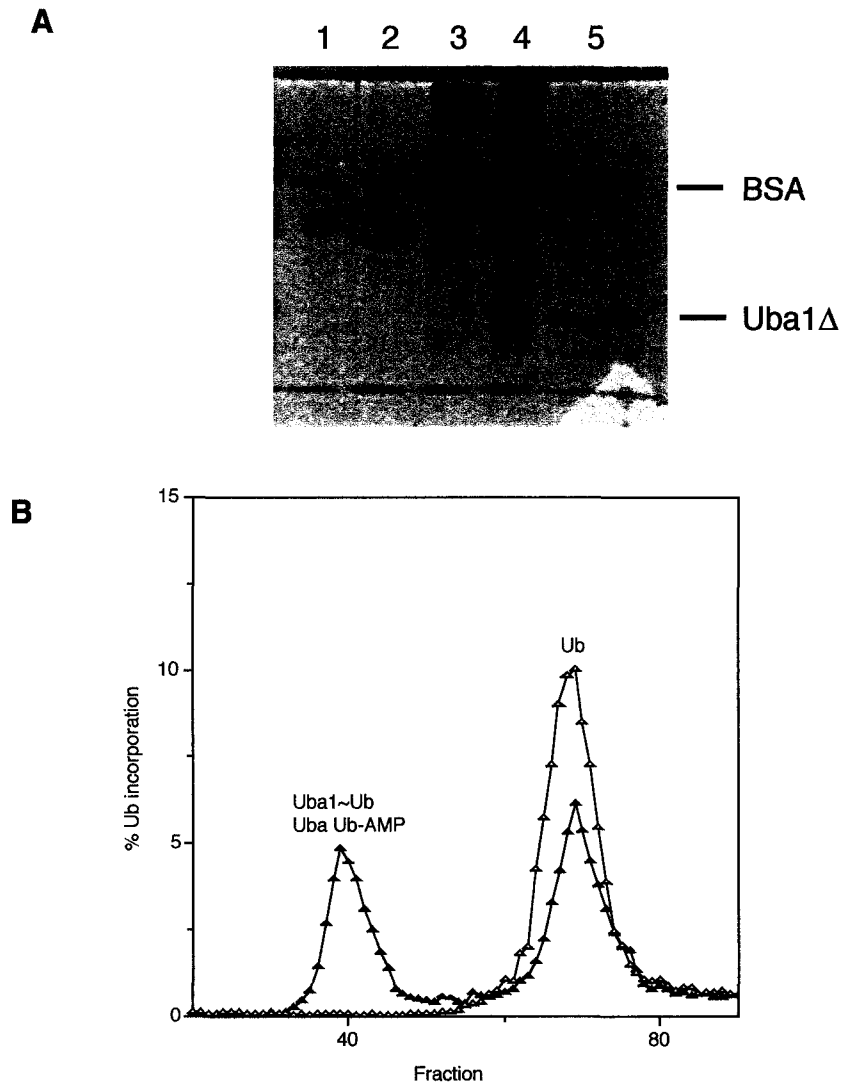 A
1 2 3 4 5
BSA
Uba1Δ
B
15
10
5
0
% Ub incorporation
Uba1~Ub
Uba Ub-AMP
Ub
40
80
Fraction